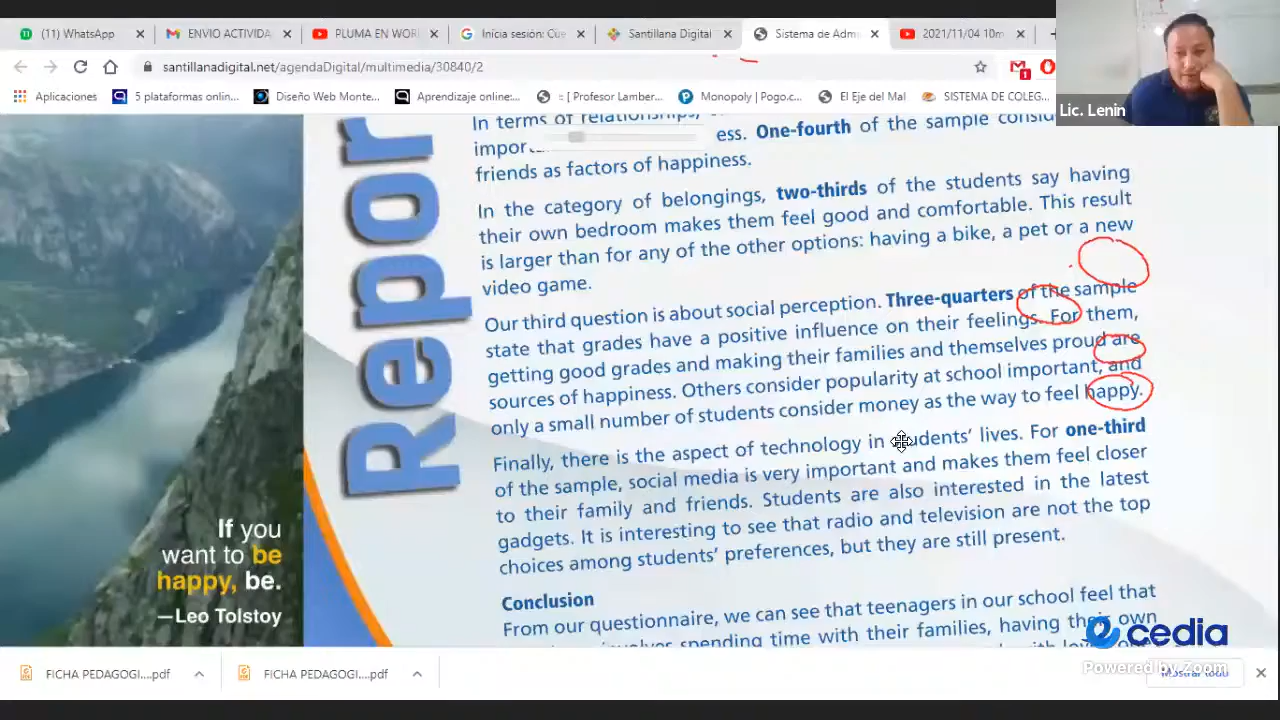 (11) WhatsApp
ENVIO ACTIVIDA
PLUMA EN WOR
Inicia sesión: Cue
Santillana Digital
Sistema de Admi
2021/11/04 10m
santillanadigital.net/agendaDigital/multimedia/30840/2
1
Aplicaciones
5 plataformas onlin...
Diseño Web Monte...
Aprendizaje online:...
:: [ Profesor Lamber...
Monopoly | Pogo.c...
El Eje del Mal
SISTEMA DE COLEG...
Lic. Lenin
Repor
In terms of relationships,
ess. One-fourth of the sample
friends as factors of happiness.
In the category of belongings, two-thirds of the students say having
their own bedroom makes them feel good and comfortable. This result
is larger than for any of the other options: having a bike, a pet or a new
video game.
Our third question is about social perception. Three-quarters of the sample
state that grades have a positive influence on their feelings. For them,
getting good grades and making their families and themselves proud are
sources of happiness. Others consider popularity at school important, and
only a small number of students consider money as the way to feel happy.
Finally, there is the aspect of technology in students' lives. For one-third
of the sample, social media is very important and makes them feel closer
to their family and friends. Students are also interested in the latest
gadgets. It is interesting to see that radio and television are not the top
choices among students' preferences, but they are still present.
Conclusion
From our questionnaire, we can see that teenagers in our school feel that
spending time with their families, having their own
If you
want to be
happy, be.
—Leo Tolstoy
cedia
Powered by Zoom
FICHA PEDAGOGI....pdf
FICHA PEDAGOGI....pdf
Mostrar todo